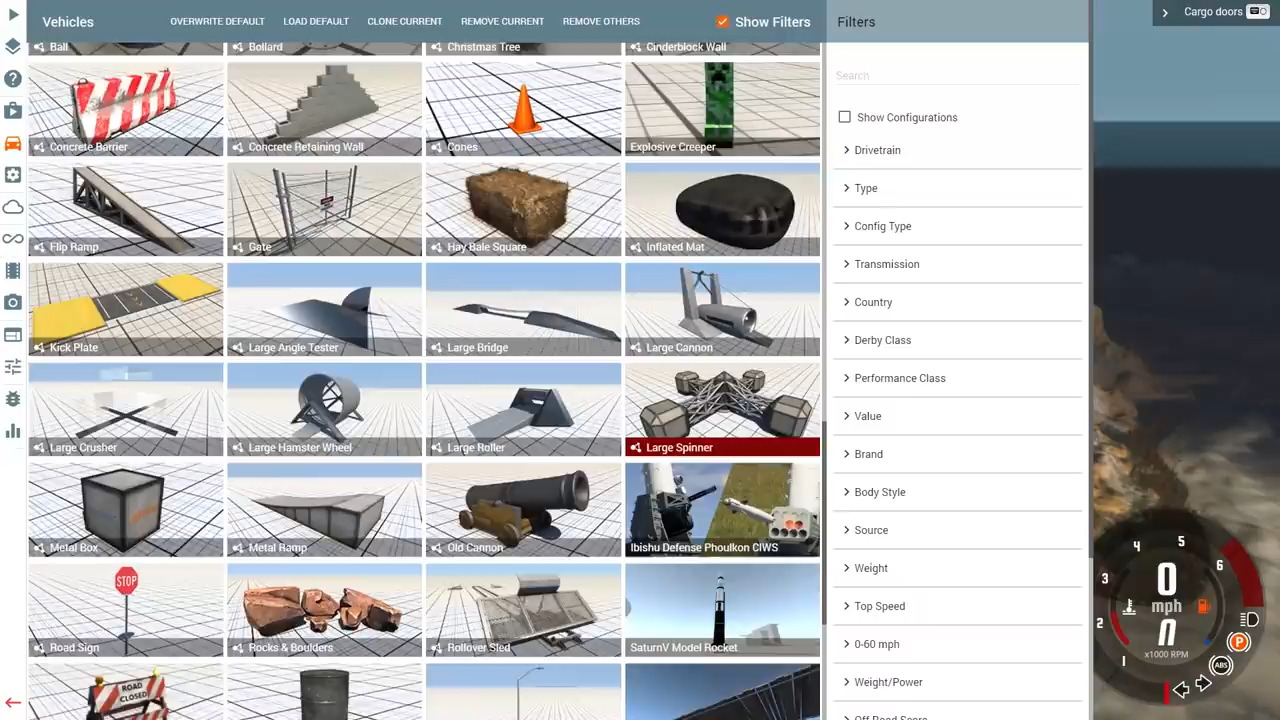 Vehicles
OVERWRITE DEFAULT
LOAD DEFAULT
CLONE CURRENT
REMOVE CURRENT
REMOVE OTHERS
Show Filters
Filters
Cargo doors
Ball
Bollard
Christmas Tree
Cinderblock Wall
Search
Show Configurations
Concrete Barrier
Concrete Retaining Wall
Cones
Explosive Creeper
Drivetrain
Type
Config Type
Flip Ramp
Gate
Hay Bale Square
Inflated Mat
Transmission
Country
Derby Class
Kick Plate
Large Angle Tester
Large Bridge
Large Cannon
Performance Class
Value
Large Crusher
Large Hamster Wheel
Large Roller
Large Spinner
Brand
Body Style
Source
Metal Box
Metal Ramp
Old Cannon
Ibishu Defense Phoulkon CIWS
Weight
Top Speed
0-60 mph
STOP
Road Sign
Rocks & Boulders
Rollover Sled
SaturnV Model Rocket
Weight/Power
Off-Road Score
ROAD
CLOSED
1
2
3
4
5
6
0
mph
n
x1000 RPM
P
ABS